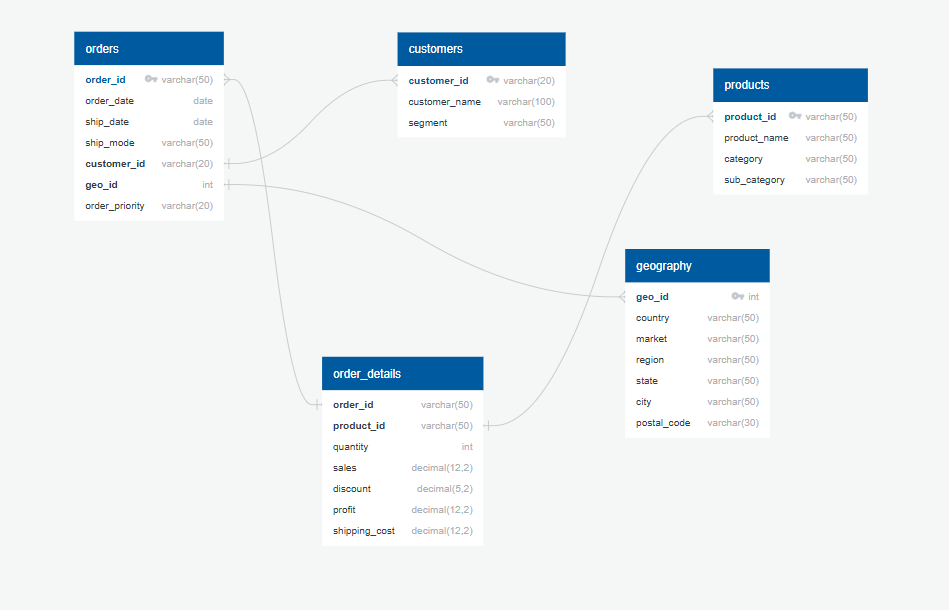 orders
order_id varchar(50)
order_date date
ship_date date
ship_mode varchar(50)
customer_id varchar(20)
geo_id int
order_priority varchar(20)
customers
customer_id varchar(20)
customer_name varchar(100)
segment varchar(50)
products
product_id varchar(50)
product_name varchar(50)
category varchar(50)
sub_category varchar(50)
geography
geo_id int
country varchar(50)
market varchar(50)
region varchar(50)
state varchar(50)
city varchar(50)
postal_code varchar(30)
order_details
order_id varchar(50)
product_id varchar(50)
quantity int
sales decimal(12,2)
discount decimal(5,2)
profit decimal(12,2)
shipping_cost decimal(12,2)